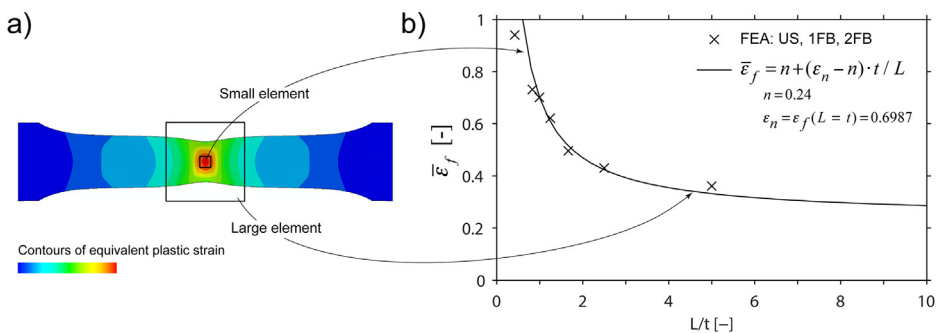 a)
Small element
Large element
Contours of equivalent plastic strain
b)
1
0.8
0.6
0.4
0.2
0
ε̅f [-]
0
2
4
6
8
10
L/t [–]
FEA: US, 1FB, 2FB
ε̅f = n+(εn – n)·t / L
n=0.24
εn = εf(L = t)=0.6987